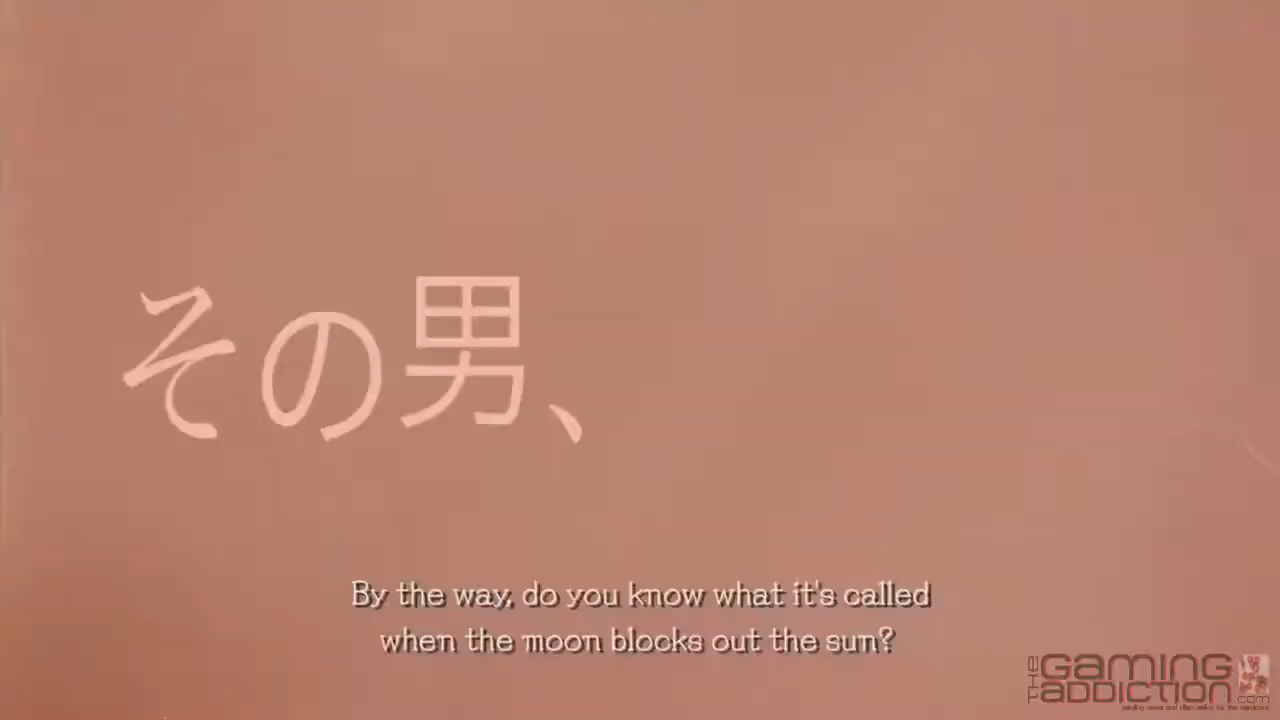 その男、
By the way, do you know what it's called
when the moon blocks out the sun?
THE GAMING
ADDICTION.com